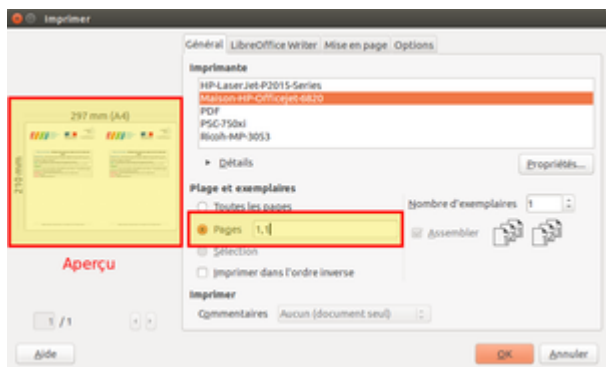 Imprimer
Général LibreOffice Writer Mise en page Options
Imprimante
HP-LaserJet-P2015-Series
Maison-HP-Officejet-6820
PDF
PSC-750xi
Ricoh-MP-3053
Détails
Propriétés...
297 mm (A4)
210 mm
Aperçu
1 / 1
Plage et exemplaires
Toutes les pages
Pages 1,1
Sélection
Imprimer dans l'ordre inverse
Nombre d'exemplaires 1
Assembler
Imprimer
Commentaires Aucun (document seul)
Aide
OK
Annuler